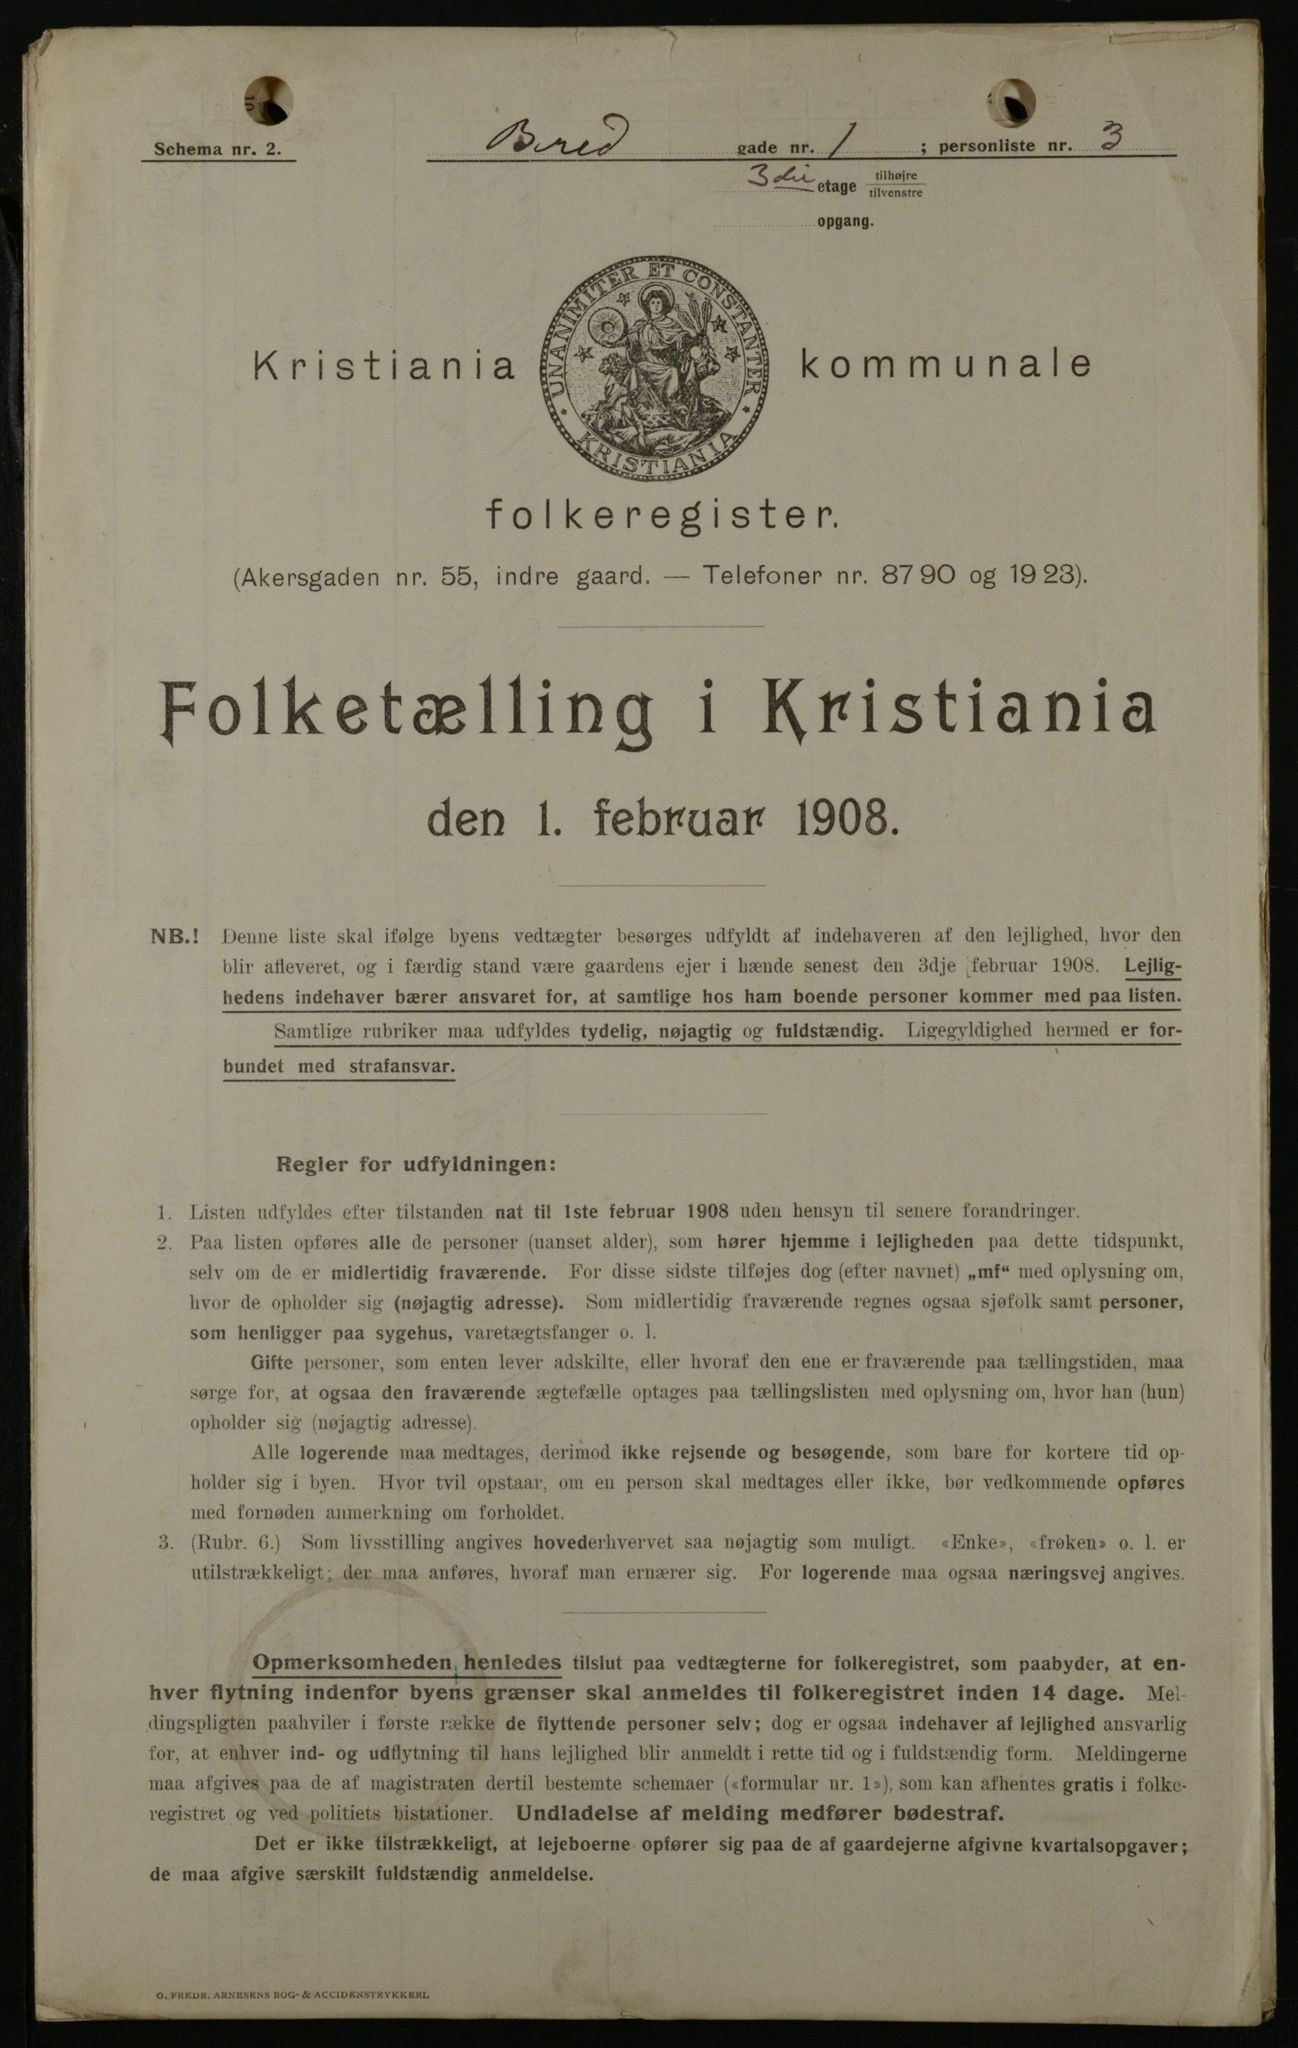 Schema nr. 2.
Bred gade nr. 1 ; personliste nr. 3
3die etage tilhøjre
tilvenstre
opgang.
UNANIMITER ET CONSTANTER
KRISTIANIA
Kristiania kommunale
folkeregister.
(Akersgaden nr. 55, indre gaard. — Telefoner nr. 87 90 og 19 23).
Folketælling i Kristiania
den 1. februar 1908.
NB.! Denne liste skal ifølge byens vedtægter besørges udfyldt af indehaveren af den lejlighed, hvor den
blir afleveret, og i færdig stand være gaardens ejer i hænde senest den 3dje februar 1908. Lejlig-
hedens indehaver bærer ansvaret for, at samtlige hos ham boende personer kommer med paa listen.
Samtlige rubriker maa udfyldes tydelig, nøjagtig og fuldstændig. Ligegyldighed hermed er for-
bundet med strafansvar.
Regler for udfyldningen:
1. Listen udfyldes efter tilstanden nat til 1ste februar 1908 uden hensyn til senere forandringer.
2. Paa listen opføres alle de personer (uanset alder), som hører hjemme i lejligheden paa dette tidspunkt,
selv om de er midlertidig fraværende. For disse sidste tilføjes dog (efter navnet) „mf“ med oplysning om,
hvor de opholder sig (nøjagtig adresse). Som midlertidig fraværende regnes ogsaa sjøfolk samt personer,
som henligger paa sygehus, varetægtsfanger o. l.
Gifte personer, som enten lever adskilte, eller hvoraf den ene er fraværende paa tællingstiden, maa
sørge for, at ogsaa den fraværende ægtefælle optages paa tællingslisten med oplysning om, hvor han (hun)
opholder sig (nøjagtig adresse).
Alle logerende maa medtages, derimod ikke rejsende og besøgende, som bare for kortere tid op-
holder sig i byen. Hvor tvil opstaar, om en person skal medtages eller ikke, bør vedkommende opføres
med fornøden anmerkning om forholdet.
3. (Rubr. 6.) Som livsstilling angives hovederhvervet saa nøjagtig som muligt. «Enke», «frøken» o. l. er
utilstrækkeligt; der maa anføres, hvoraf man ernærer sig. For logerende maa ogsaa næringsvej angives.
Opmerksomheden henledes tilslut paa vedtægterne for folkeregistret, som paabyder, at en-
hver flytning indenfor byens grænser skal anmeldes til folkeregistret inden 14 dage. Mel-
dingspligten paahviler i første række de flyttende personer selv; dog er ogsaa indehaver af lejlighed ansvarlig
for, at enhver ind- og udflytning til hans lejlighed blir anmeldt i rette tid og i fuldstændig form. Meldingerne
maa afgives paa de af magistraten dertil bestemte schemaer («formular nr. 1»), som kan afhentes gratis i folke-
registret og ved politiets bistationer. Undladelse af melding medfører bødestraf.
Det er ikke tilstrækkeligt, at lejeboerne opfører sig paa de af gaardejerne afgivne kvartalsopgaver;
de maa afgive særskilt fuldstændig anmeldelse.
O. FREDR. ARNESENS BOG- & ACCIDENSTRYKKERI.